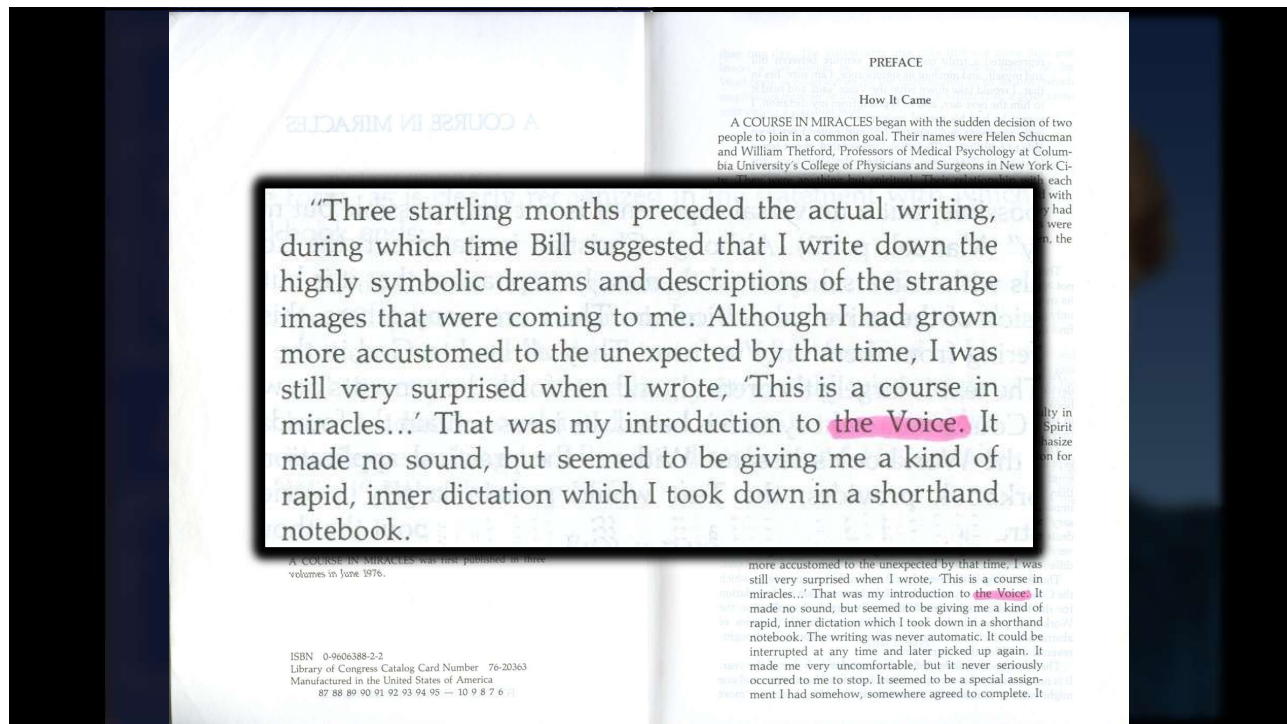 A COURSE IN MIRACLES
PREFACE
How It Came
A COURSE IN MIRACLES began with the sudden decision of two
people to join in a common goal. Their names were Helen Schucman
and William Thetford, Professors of Medical Psychology at Colum-
bia University's College of Physicians and Surgeons in New York Ci-
each
with
had
were
the
"Three startling months preceded the actual writing,
during which time Bill suggested that I write down the
highly symbolic dreams and descriptions of the strange
images that were coming to me. Although I had grown
more accustomed to the unexpected by that time, I was
still very surprised when I wrote, 'This is a course in
miracles...' That was my introduction to the Voice. It
made no sound, but seemed to be giving me a kind of
rapid, inner dictation which I took down in a shorthand
notebook.
in
Spirit
for
A COURSE IN MIRACLES was first published in three
volumes in June 1976.
ISBN 0-9606388-2-2
Library of Congress Catalog Card Number 76-20363
Manufactured in the United States of America
87 88 89 90 91 92 93 94 95 — 10 9 8 7 6
more accustomed to the unexpected by that time, I was
still very surprised when I wrote, 'This is a course in
miracles...' That was my introduction to the Voice. It
made no sound, but seemed to be giving me a kind of
rapid, inner dictation which I took down in a shorthand
notebook. The writing was never automatic. It could be
interrupted at any time and later picked up again. It
made me very uncomfortable, but it never seriously
occurred to me to stop. It seemed to be a special assign-
ment I had somehow, somewhere agreed to complete. It